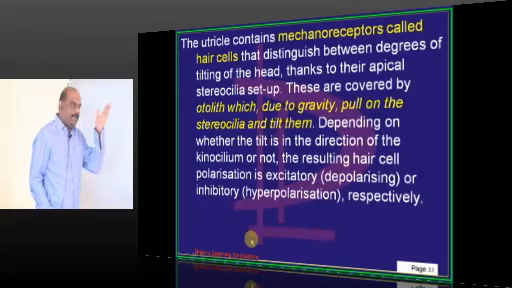 The utricle contains mechanoreceptors called
hair cells that distinguish between degrees of
tilting of the head, thanks to their apical
stereocilia set-up. These are covered by
otolith which, due to gravity, pull on the
stereocilia and tilt them. Depending on
whether the tilt is in the direction of the
kinocilium or not, the resulting hair cell
polarisation is excitatory (depolarising) or
inhibitory (hyperpolarisation), respectively.
Page 31